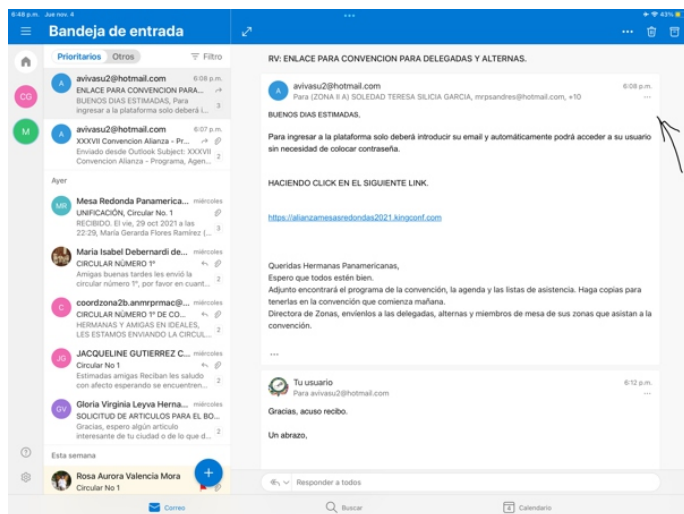 6:48 p.m. Jue nov. 4
43%
Bandeja de entrada
Prioritarios Otros Filtro
avivasu2@hotmail.com 6:08 p.m.
ENLACE PARA CONVENCION PARA...
BUENOS DIAS ESTIMADAS, Para
ingresar a la plataforma solo deberá i... 3
avivasu2@hotmail.com 6:07 p.m.
XXXVII Convencion Alianza - Pr...
Enviado desde Outlook Subject: XXXVII
Convencion Alianza - Programa, Agen... 2
Ayer
MR
Mesa Redonda Panamerica... miércoles
UNIFICACIÓN, Circular No. 1
RECIBIDO. El vie, 29 oct 2021 a las
22:29, María Gerarda Flores Ramírez (... 3
Maria Isabel Debernardi de... miércoles
CIRCULAR NÚMERO 1º
Amigas buenas tardes les envió la
circular número 1º, por favor en cuant... 2
C
coordzona2b.anmrprmac@... miércoles
CIRCULAR NÚMERO 1º DE CO...
HERMANAS Y AMIGAS EN IDEALES,
LES ESTAMOS ENVIANDO LA CIRCUL... 2
JG
JACQUELINE GUTIERREZ C... miércoles
Circular No 1
Estimadas amigas Reciban les saludo
con afecto esperando se encuentren... 2
GV
Gloria Virginia Leyva Herna... miércoles
SOLICITUD DE ARTICULOS PARA EL BO...
Gracias, espero algún articulo
interesante de tu ciudad o de lo que d... 2
Esta semana
Rosa Aurora Valencia Mora
Circular No 1
CG
M
A
A
RV: ENLACE PARA CONVENCION PARA DELEGADAS Y ALTERNAS.
A
avivasu2@hotmail.com 6:08 p.m.
Para (ZONA II A) SOLEDAD TERESA SILICIA GARCIA, mrpsandres@hotmail.com, +10
BUENOS DIAS ESTIMADAS,
Para ingresar a la plataforma solo deberá introducir su email y automáticamente podrá acceder a su usuario
sin necesidad de colocar contraseña.
HACIENDO CLICK EN EL SIGUIENTE LINK.
https://alianzamesasredondas2021.kingconf.com
Queridas Hermanas Panamericanas,
Espero que todos estén bien.
Adjunto encontrará el programa de la convención, la agenda y las listas de asistencia. Haga copias para
tenerlas en la convención que comienza mañana.
Directora de Zonas, envíenlos a las delegadas, alternas y miembros de mesa de sus zonas que asistan a la
convención.
...
Tu usuario 6:12 p.m.
Para avivasu2@hotmail.com
Gracias, acuso recibo.
Un abrazo,
Responder a todos
Correo Buscar 4 Calendario